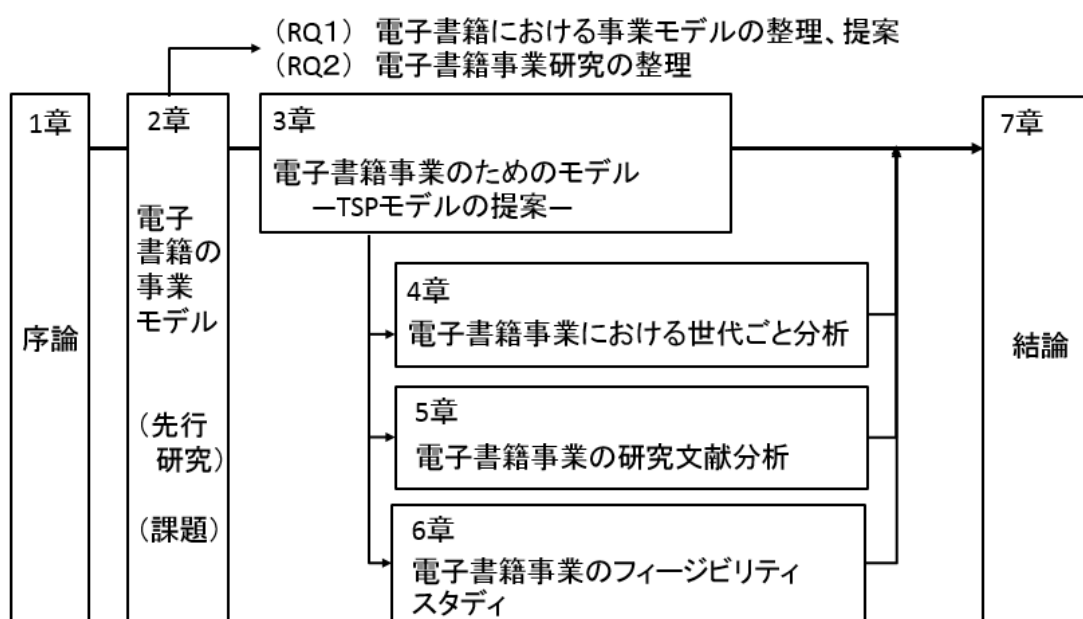 （RQ1） 電子書籍における事業モデルの整理、提案
（RQ２） 電子書籍事業研究の整理
1章
序論
2章
電子
書籍の
事業
モデル
（先行
研究）
（課題）
3章
電子書籍事業のためのモデル
―TSPモデルの提案―
4章
電子書籍事業における世代ごと分析
5章
電子書籍事業の研究文献分析
6章
電子書籍事業のフィージビリティ
スタディ
7章
結論